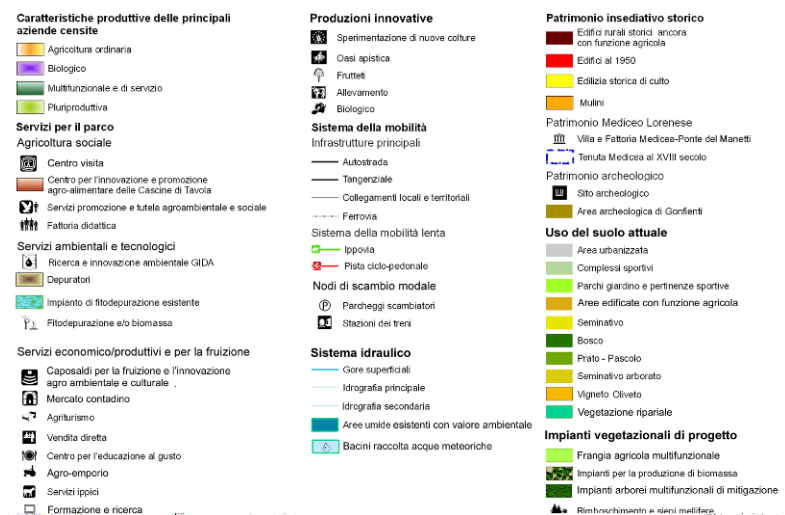 Caratteristiche produttive delle principali
aziende censite
Agricoltura ordinaria
Biologico
Multifunzionale e di servizio
Pluriproduttiva
Servizi per il parco
Agricoltura sociale
Centro visita
Centro per l'innovazione e promozione
agro-alimentare delle Cascine di Tavola
Servizi promozione e tutela agroambientale e sociale
Fattoria didattica
Servizi ambientali e tecnologici
Ricerca e innovazione ambientale GIDA
Depuratori
Impianto di fitodepurazione esistente
Fitodepurazione e/o biomassa
Servizi economico/produttivi e per la fruizione
Caposaldi per la fruizione e l'innovazione
agro ambientale e culturale .
Mercato contadino
Agriturismo
Vendita diretta
Centro per l'educazione al gusto
Agro-emporio
Servizi ippici
Formazione e ricerca
Produzioni innovative
Sperimentazione di nuove colture
Oasi apistica
Frutteti
Allevamento
Biologico
Sistema della mobilità
Infrastrutture principali
Autostrada
Tangenziale
Collegamenti locali e territoriali
Ferrovia
Sistema della mobilità lenta
Ippovia
Pista ciclo-pedonale
Nodi di scambio modale
P
Parcheggi scambiatori
Stazioni dei treni
Sistema idraulico
Gore superficiali
Idrografia principale
Idrografia secondaria
Aree umide esistenti con valore ambientale
Bacini raccolta acque meteoriche
Patrimonio insediativo storico
Edifici rurali storici ancora
con funzione agricola
Edifici al 1950
Edilizia storica di culto
Mulini
Patrimonio Mediceo Lorenese
Villa e Fattoria Medicea-Ponte del Manetti
Tenuta Medicea al XVIII secolo
Patrimonio archeologico
Sito archeologico
Area archeologica di Gonfienti
Uso del suolo attuale
Area urbanizzata
Complessi sportivi
Parchi giardino e pertinenze sportive
Aree edificate con funzione agricola
Seminativo
Bosco
Prato - Pascolo
Seminativo arborato
Vigneto Oliveto
Vegetazione ripariale
Impianti vegetazionali di progetto
Frangia agricola multifunzionale
Impianti per la produzione di biomassa
Impianti arborei multifunzionali di mitigazione
Rimboschimento e siepi mellifere